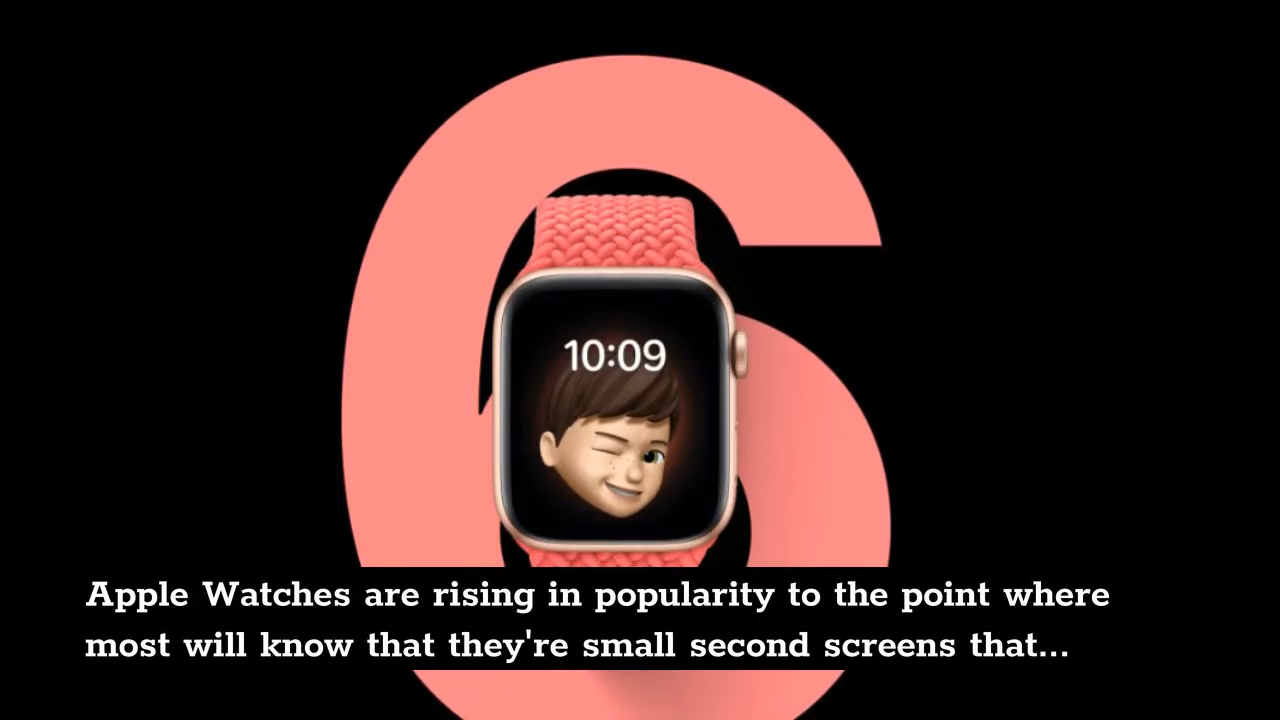 6
10:09
Apple Watches are rising in popularity to the point where
most will know that they're small second screens that...